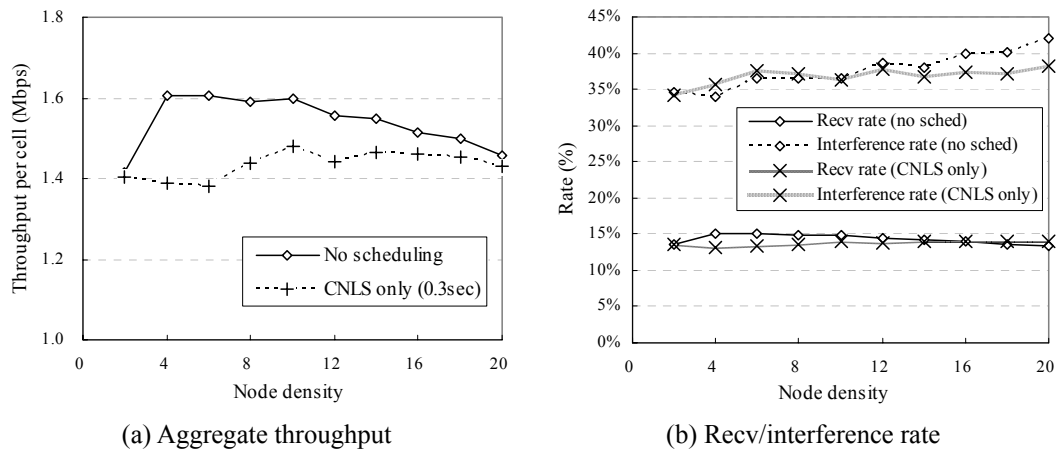 1.8
1.6
1.4
1.2
1.0
0
4
8
12
16
20
Throughput per cell (Mbps)
Node density
No scheduling
CNLS only (0.3sec)
(a) Aggregate throughput
45%
40%
35%
30%
25%
20%
15%
10%
5%
0%
0
4
8
12
16
20
Rate (%)
Node density
Recv rate (no sched)
Interference rate (no sched)
Recv rate (CNLS only)
Interference rate (CNLS only)
(b) Recv/interference rate